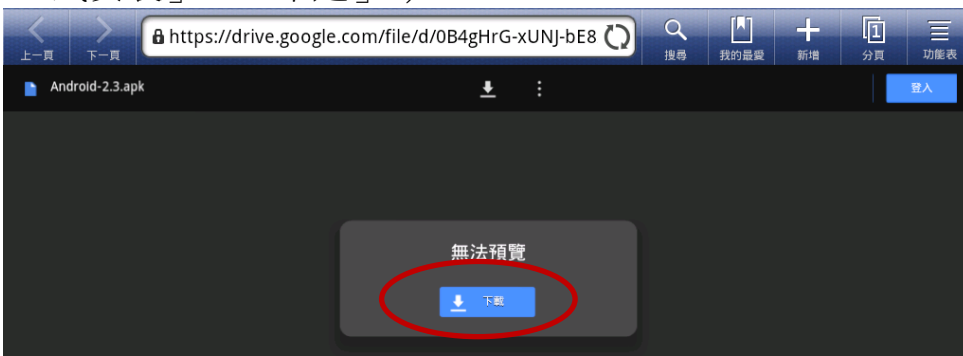 https://drive.google.com/file/d/0B4gHrG-xUNJ-bE8
上一頁 下一頁 搜尋 我的最愛 新增 分頁 功能表
1
Android-2.3.apk 登入
無法預覽
下載